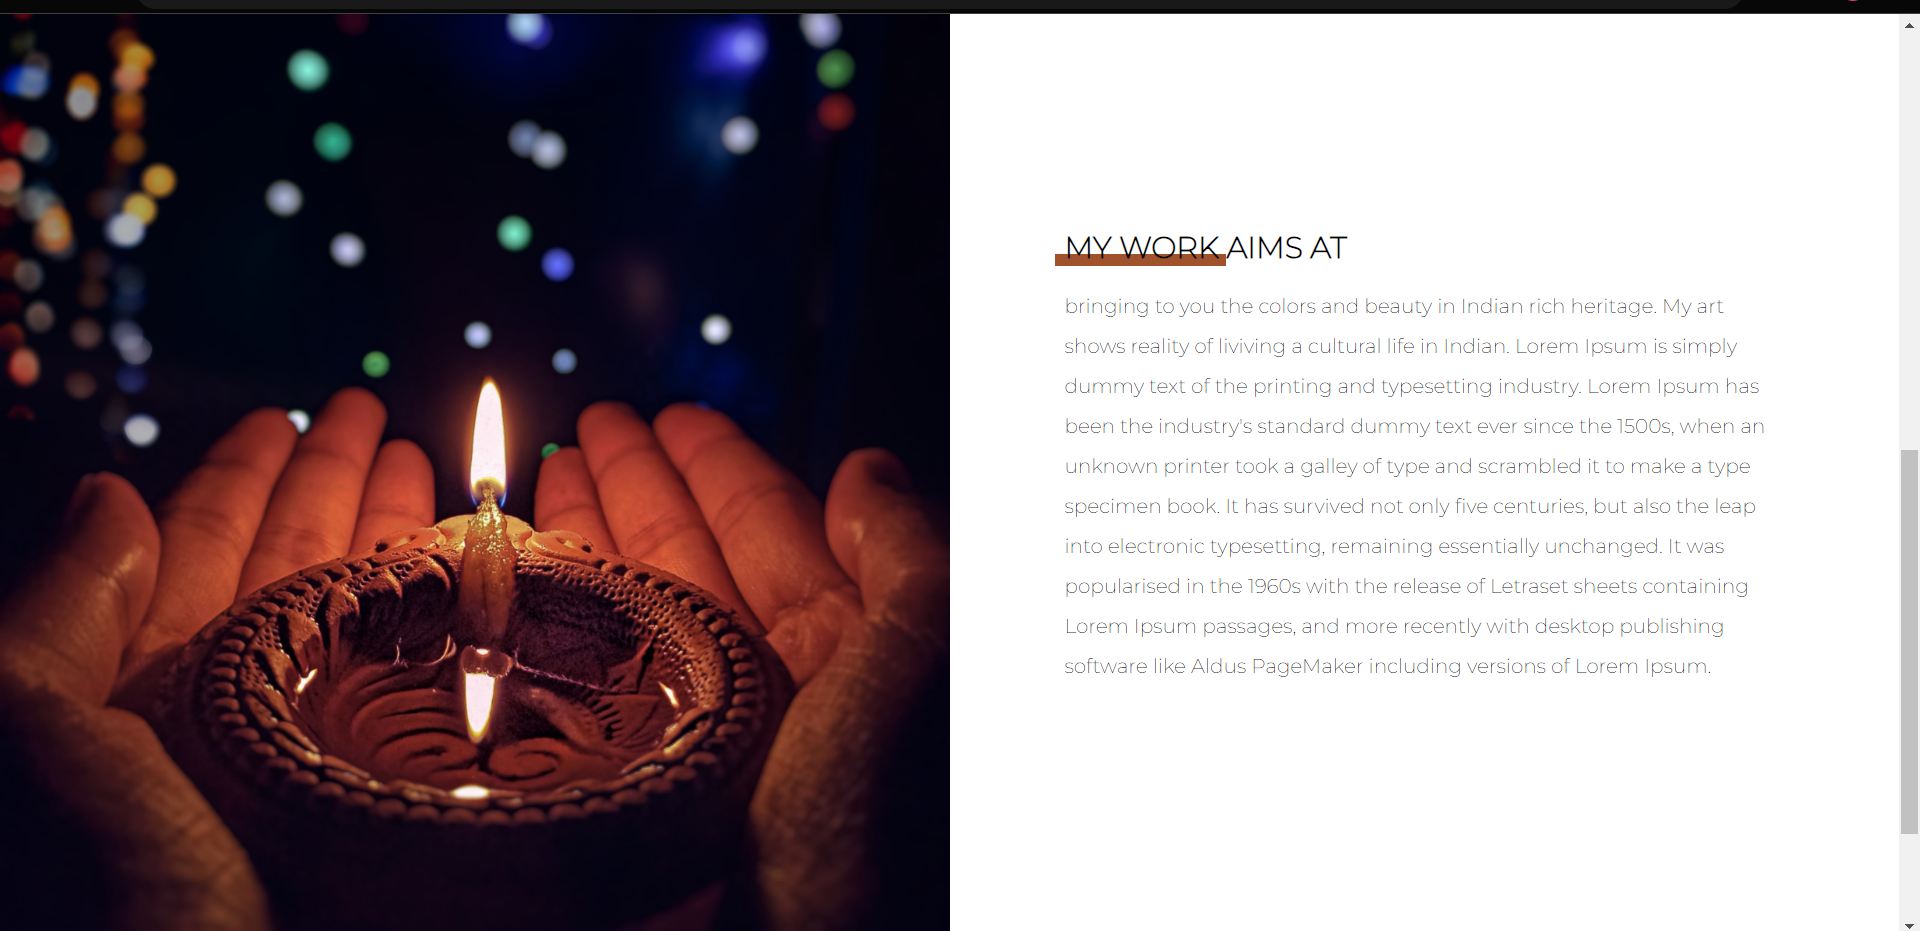 MY WORK AIMS AT
bringing to you the colors and beauty in Indian rich heritage. My art
shows reality of liviving a cultural life in Indian. Lorem Ipsum is simply
dummy text of the printing and typesetting industry. Lorem Ipsum has
been the industry's standard dummy text ever since the 1500s, when an
unknown printer took a galley of type and scrambled it to make a type
specimen book. It has survived not only five centuries, but also the leap
into electronic typesetting, remaining essentially unchanged. It was
popularised in the 1960s with the release of Letraset sheets containing
Lorem Ipsum passages, and more recently with desktop publishing
software like Aldus PageMaker including versions of Lorem Ipsum.